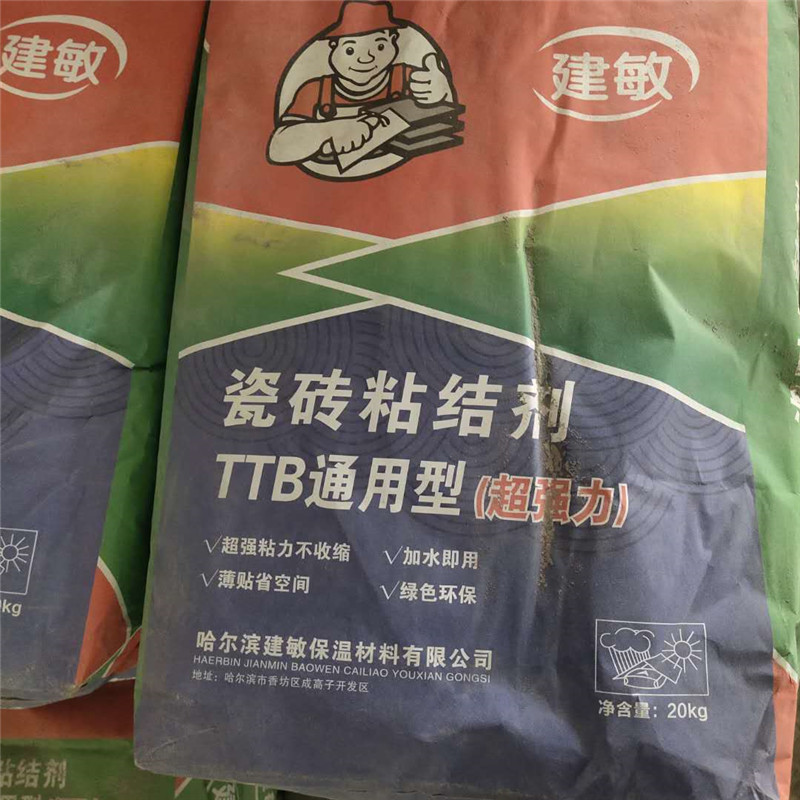 建敏
建敏
瓷砖粘结剂
TTB通用型(超强力)
√超强粘力不收缩
√加水即用
√薄贴省空间
√绿色环保
哈尔滨建敏保温材料有限公司
HAERBIN JIANMIN BAOWEN CAILIAO YOUXIAN GONGSI
地址：哈尔滨市香坊区成高子开发区
净含量：20kg
kg
粘结剂